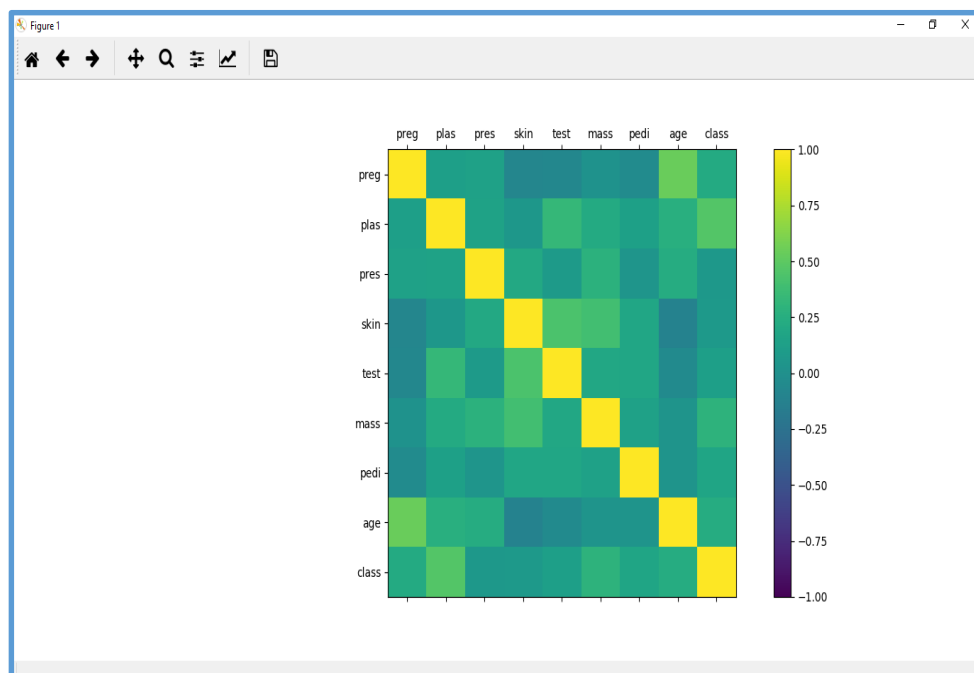 Figure 1
preg plas pres skin test mass pedi age class
preg
plas
pres
skin
test
mass
pedi
age
class
1.00
0.75
0.50
0.25
0.00
−0.25
−0.50
−0.75
−1.00